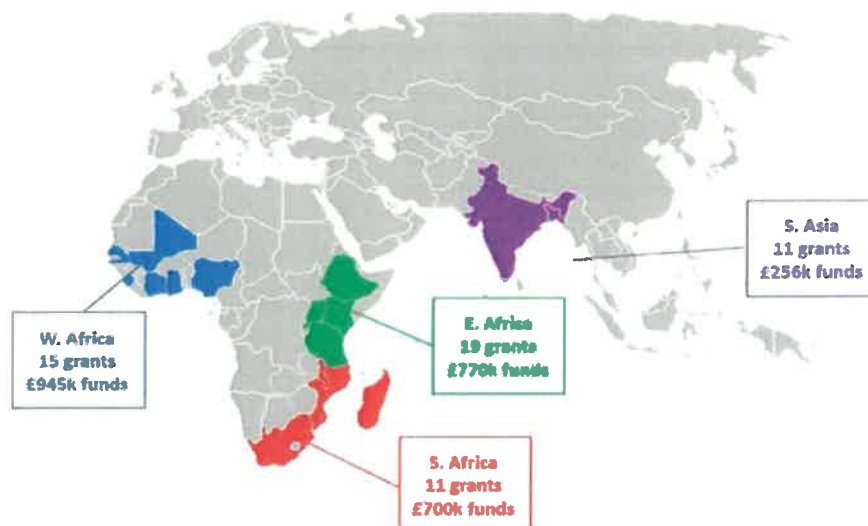 S. Asia
11 grants
£256k funds
W. Africa
15 grants
£945k funds
E. Africa
19 grants
£770k funds
S. Africa
11 grants
£700k funds